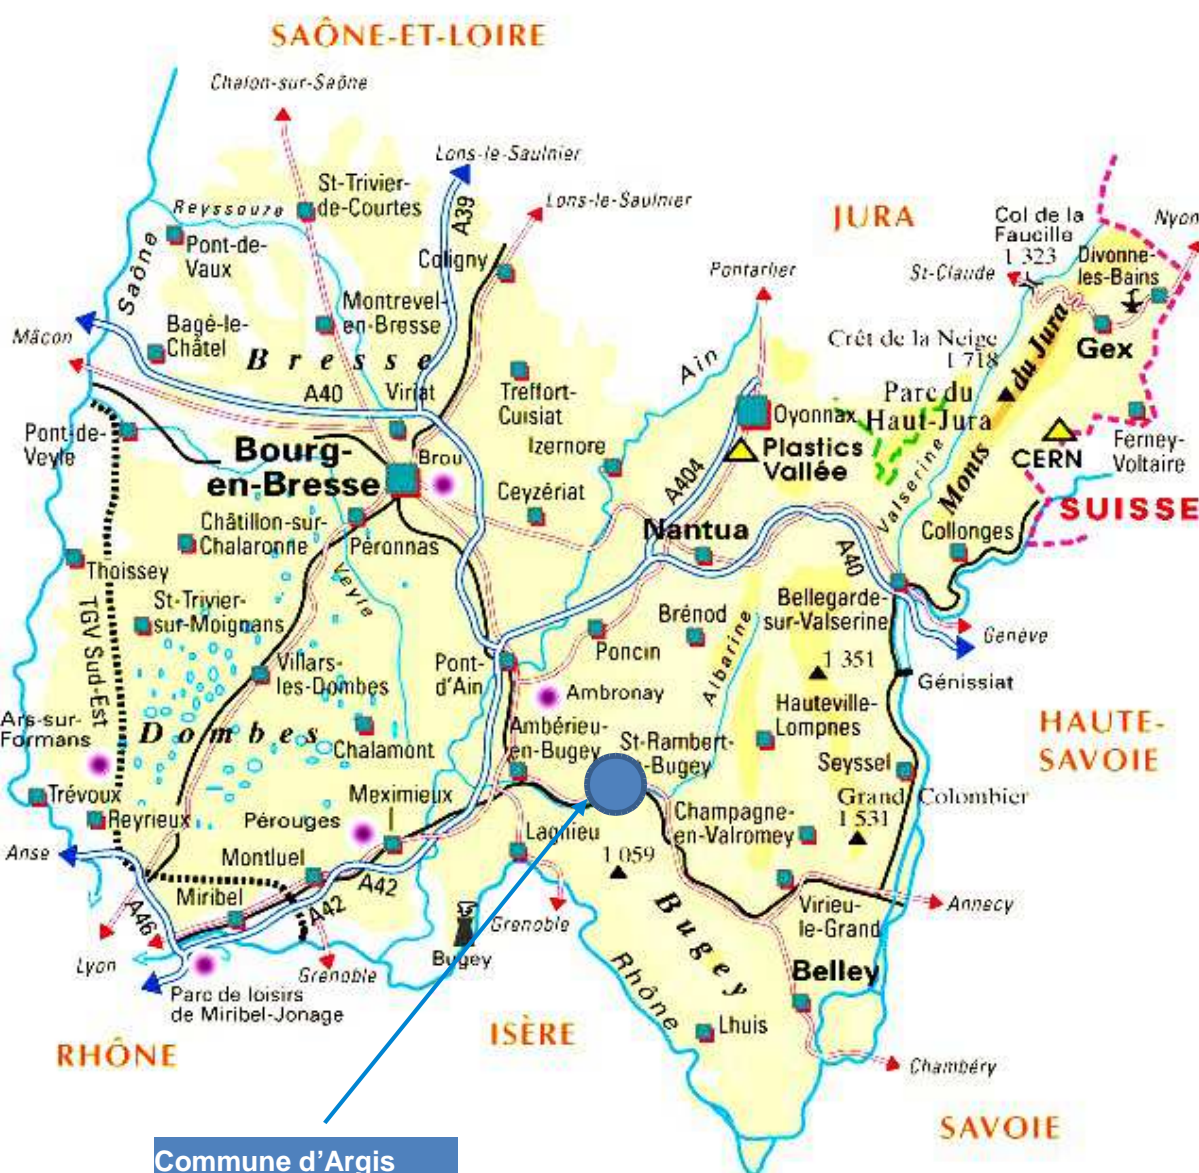 SAÔNE-ET-LOIRE
Chalon-sur-Saône
Lons-le-Saulnier
St-Trivier-
de-Courtes
Reyssouze
A39
Lons-le-Saulnier
JURA
Col de la
Faucille
1 323
Nyon
Pont-de-
Vaux
Saône
Coligny
Pontarlier
St-Claude
Divonne-
les-Bains
Montrevel-
en-Bresse
Mâcon
Bagé-le-
Châtel
Bresse
Ain
Crêt de la Neige
1 718
Gex
A40
Viriat
Treffort-
Cuisiat
Oyonnax
Parc du
Haut-Jura
Monts du Jura
Pont-de-
Veyle
Bourg-
en-Bresse
Brou
Izernore
Plastics
Vallée
CERN
Ferney-
Voltaire
A404
Valserine
Ceyzériat
SUISSE
Châtillon-sur-
Chalaronne
Péronnas
Nantua
Collonges
Thoissey
A40
TGV Sud-Est
Veyle
St-Trivier-
sur-Moignans
Brénod
Bellegarde-
sur-Valserine
Genève
Poncin
Albarine
Villars-
les-Dombes
Pont-
d'Ain
1 351
Génissiat
Ambronay
Ars-sur-
Formans
Dombes
Chalamont
Ambérieu-
en-Bugey
St-Rambert-
-Bugey
Hauteville-
Lompnes
HAUTE-
SAVOIE
Seyssel
Trévoux
Reyrieux
Meximieux
Pérouges
Grand Colombier
1 531
Champagne-
en-Valromey
Lagnieu
Anse
Montluel
1 059
Miribel
A42
A42
A46
Bugey
Virieu-
le-Grand
Annecy
Grenoble
Lyon
Grenoble
Bugey
Rhône
Belley
Parc de loisirs
de Miribel-Jonage
Lhuis
ISÈRE
RHÔNE
Chambéry
SAVOIE
Commune d'Argis